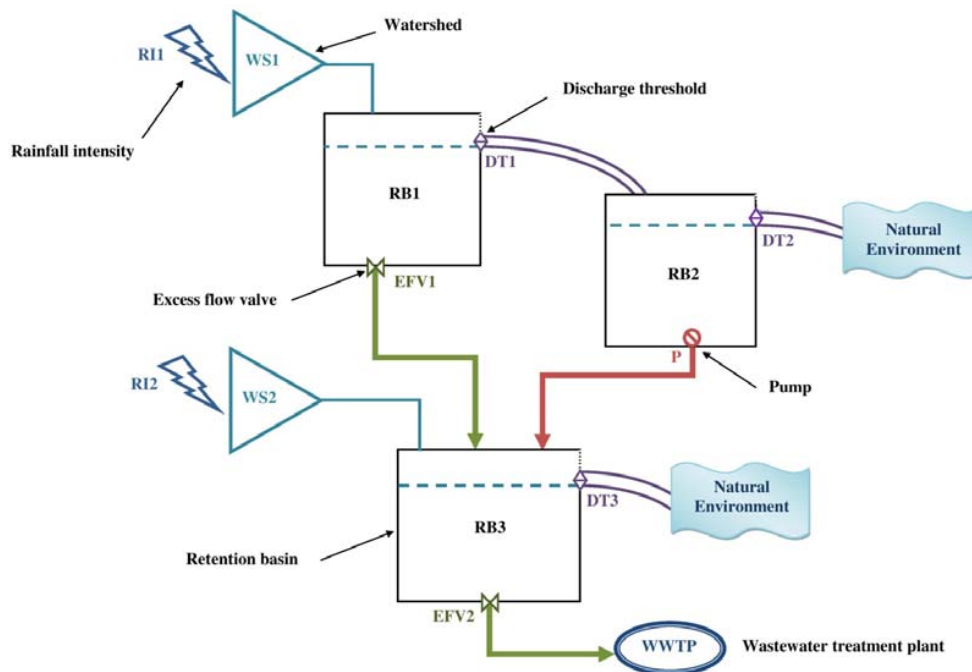 Watershed
RI1
WS1
Rainfall intensity
Discharge threshold
DT1
RB1
Natural
Environment
DT2
RB2
EFV1
Excess flow valve
P
Pump
RI2
WS2
Natural
Environment
DT3
RB3
Retention basin
EFV2
WWTP
Wastewater treatment plant